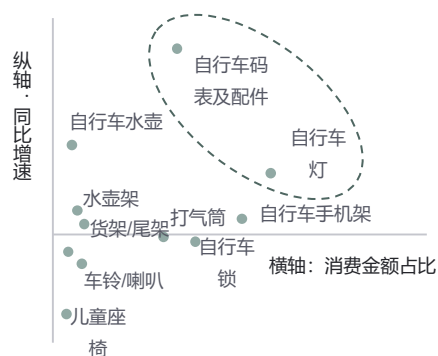 纵轴：同比增速
自行车码
表及配件
自行车水壶
自行车
灯
水壶架
货架/尾架
打气筒
自行车手机架
自行车
锁
横轴：消费金额占比
车铃/喇叭
儿童座
椅